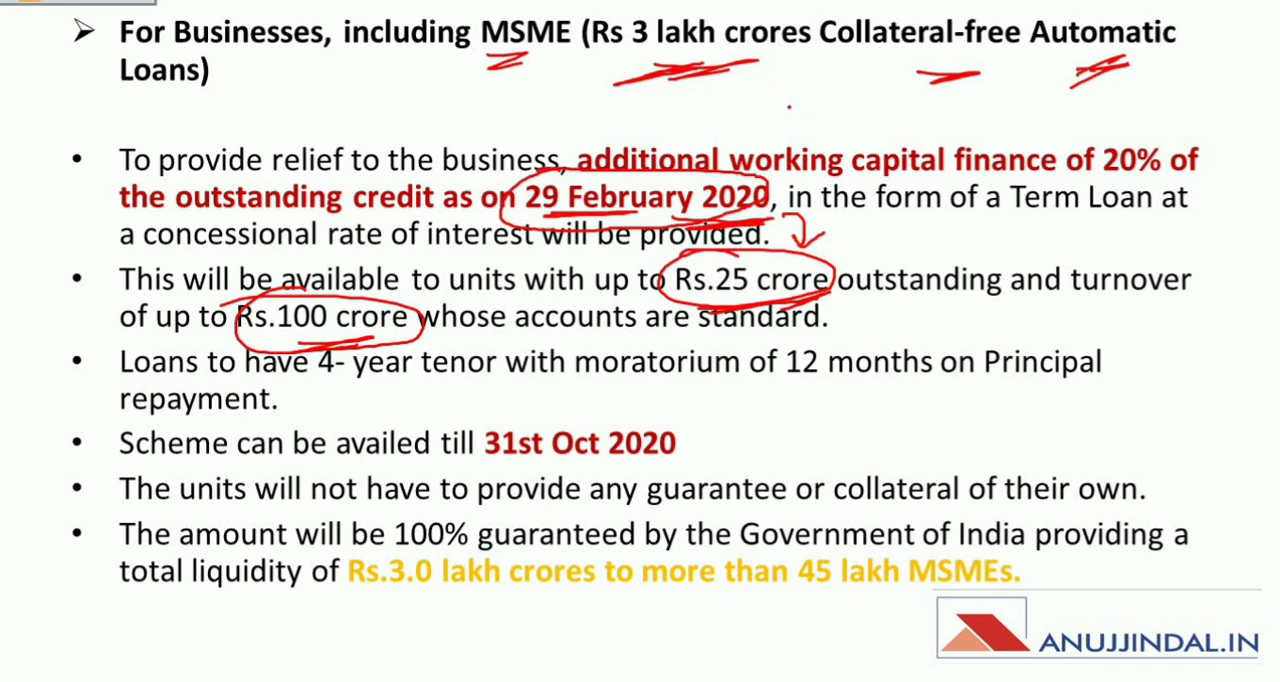 ➢ For Businesses, including MSME (Rs 3 lakh crores Collateral-free Automatic
Loans)
• To provide relief to the business, additional working capital finance of 20% of
the outstanding credit as on 29 February 2020, in the form of a Term Loan at
a concessional rate of interest will be provided.
• This will be available to units with up to Rs.25 crore outstanding and turnover
of up to Rs.100 crore whose accounts are standard.
• Loans to have 4- year tenor with moratorium of 12 months on Principal
repayment.
• Scheme can be availed till 31st Oct 2020
• The units will not have to provide any guarantee or collateral of their own.
• The amount will be 100% guaranteed by the Government of India providing a
total liquidity of Rs.3.0 lakh crores to more than 45 lakh MSMEs.
ANUJJINDAL.IN